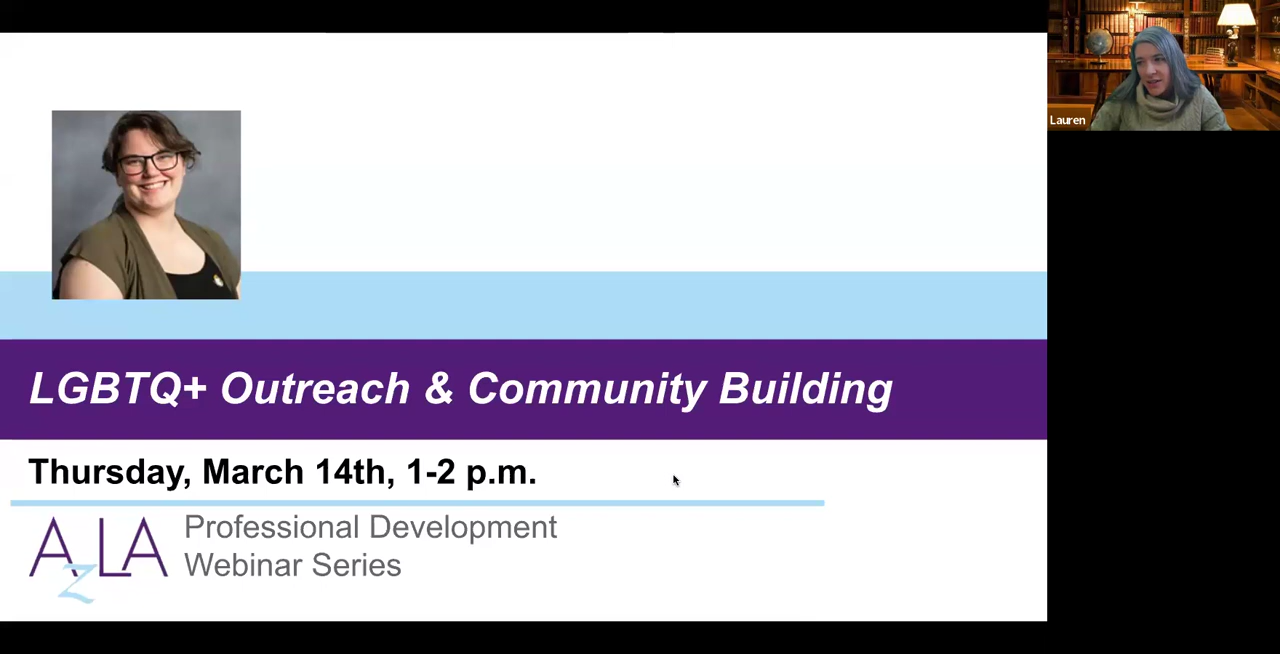 Lauren
LGBTQ+ Outreach & Community Building
Thursday, March 14th, 1-2 p.m.
AzLA
Professional Development
Webinar Series